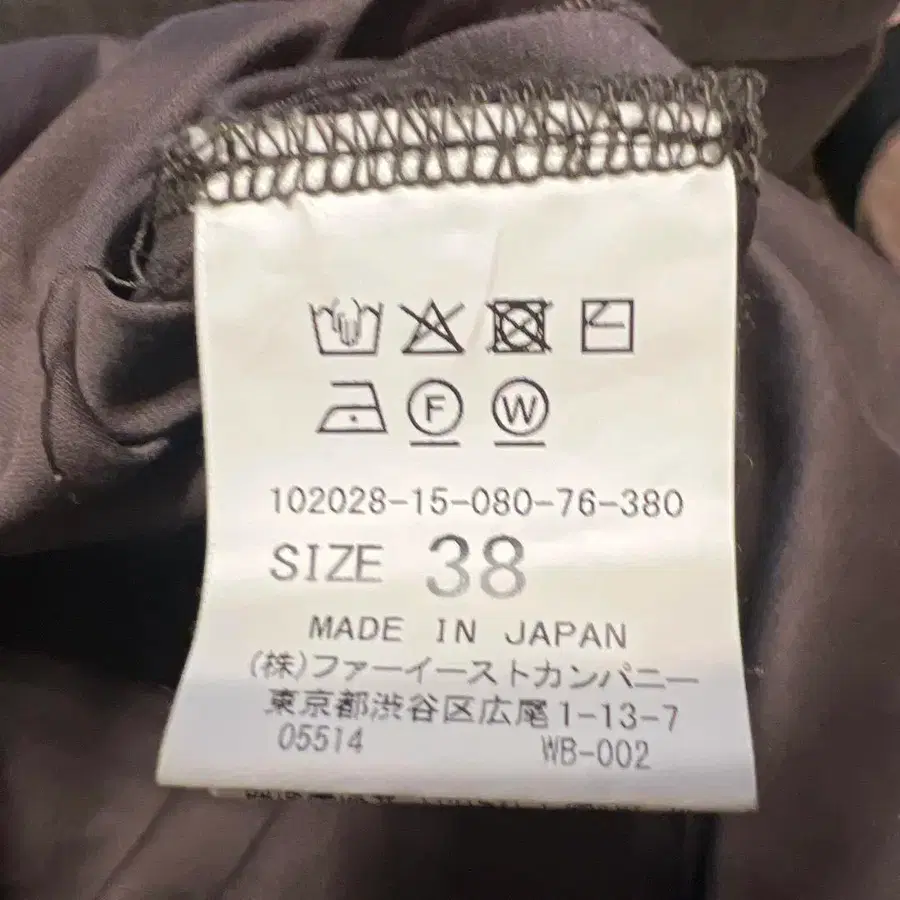 F W
102028-15-080-76-380
SIZE 38
MADE IN JAPAN
(株)ファーイーストカンパニー
東京都渋谷区広尾1-13-7
05514 WB-002